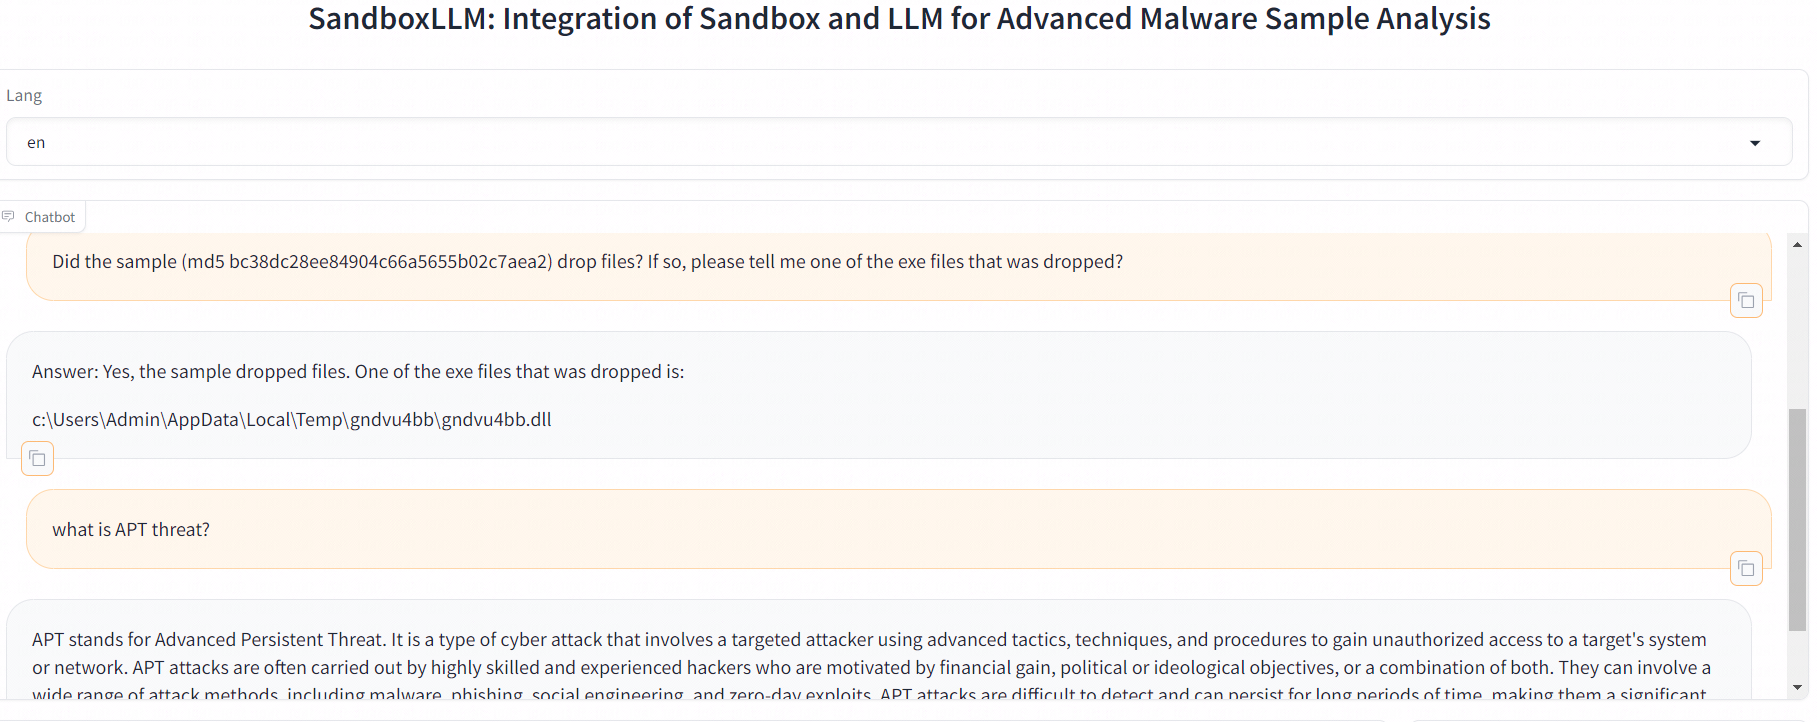 SandboxLLM: Integration of Sandbox and LLM for Advanced Malware Sample Analysis
Lang
en
Chatbot
Did the sample (md5 bc38dc28ee84904c66a5655b02c7aea2) drop files? If so, please tell me one of the exe files that was dropped?
Answer: Yes, the sample dropped files. One of the exe files that was dropped is:
c:\Users\Admin\AppData\Local\Temp\gndvu4bb\gndvu4bb.dll
what is APT threat?
APT stands for Advanced Persistent Threat. It is a type of cyber attack that involves a targeted attacker using advanced tactics, techniques, and procedures to gain unauthorized access to a target's system
or network. APT attacks are often carried out by highly skilled and experienced hackers who are motivated by financial gain, political or ideological objectives, or a combination of both. They can involve a
wide range of attack methods, including malware, phishing, social engineering, and zero-day exploits. APT attacks are difficult to detect and can persist for long periods of time, making them a significant